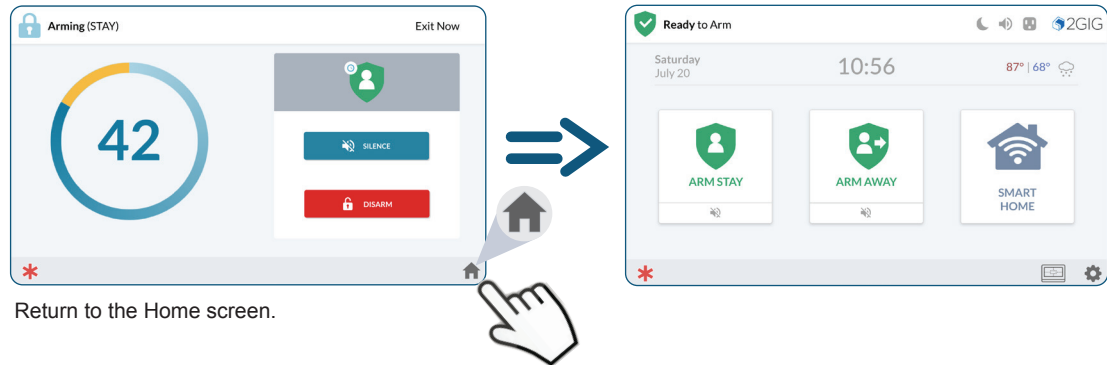 Arming (STAY)
Exit Now
42
SILENCE
DISARM
Return to the Home screen.
Ready to Arm
2GIG
Saturday
July 20
10:56
87° | 68°
ARM STAY
ARM AWAY
SMART
HOME